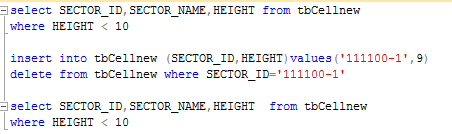 select SECTOR_ID,SECTOR_NAME,HEIGHT from tbCellnew
where HEIGHT < 10
insert into tbCellnew (SECTOR_ID,HEIGHT)values('111100-1',9)
delete from tbCellnew where SECTOR_ID='111100-1'
select SECTOR_ID,SECTOR_NAME,HEIGHT  from tbCellnew
where HEIGHT < 10